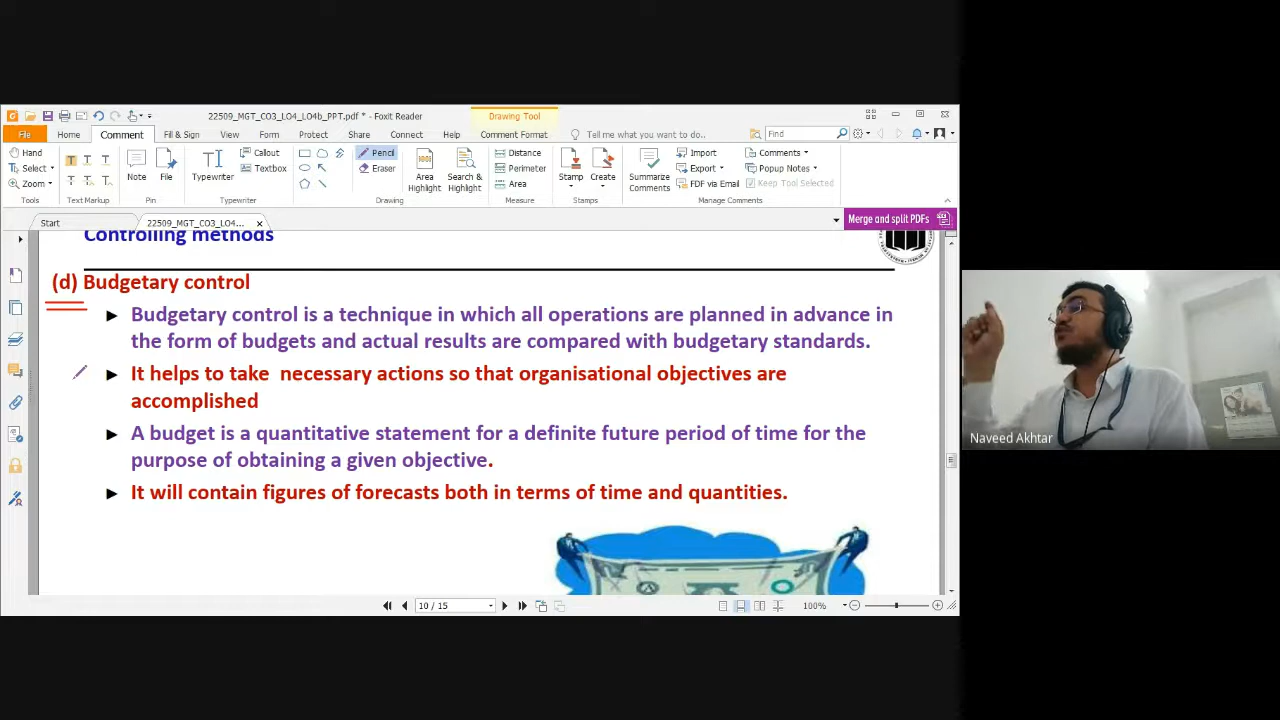 22509_MGT_CO3_LO4_LO4b_PPT.pdf * - Foxit Reader
Drawing Tool
File Home Comment Fill & Sign View Form Protect Share Connect Help Comment Format Tell me what you want to do.. Find
Hand
Select
Zoom
Tools
Text Markup
Note
File
Pin
Typewriter
Callout
Textbox
Typewriter
Pencil
Eraser
Drawing
Area Highlight
Search & Highlight
Distance
Perimeter
Area
Measure
Stamp
Create
Stamps
Summarize Comments
Import
Export
FDF via Email
Comments
Popup Notes
Keep Tool Selected
Manage Comments
Start
22509_MGT_CO3_LO4...
Merge and split PDFs
Controlling methods
(d) Budgetary control
► Budgetary control is a technique in which all operations are planned in advance in
the form of budgets and actual results are compared with budgetary standards.
► It helps to take necessary actions so that organisational objectives are
accomplished
► A budget is a quantitative statement for a definite future period of time for the
purpose of obtaining a given objective.
► It will contain figures of forecasts both in terms of time and quantities.
10 / 15
100%
Naveed Akhtar